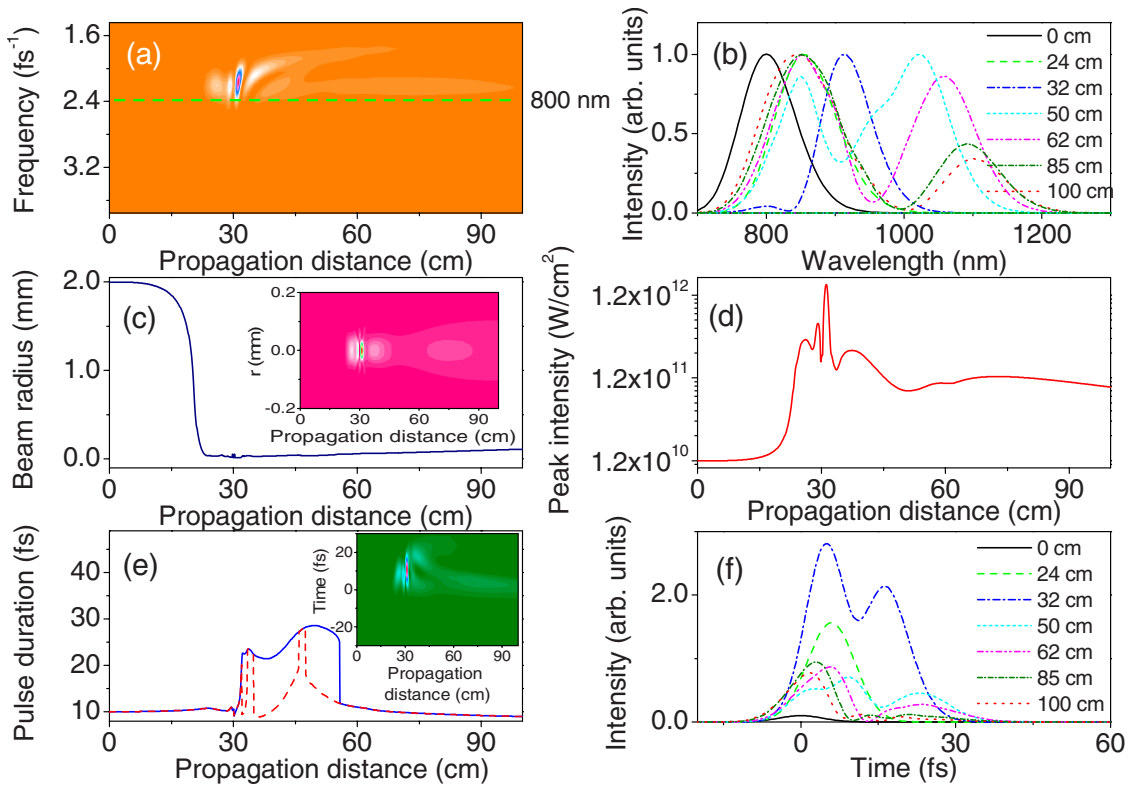 (a)
Frequency (fs-1)
1.6
2.4
3.2
800 nm
0 30 60 90
Propagation distance (cm)
(b)
Intensity (arb. units)
1.0
0.5
0.0
0 cm
24 cm
32 cm
50 cm
62 cm
85 cm
100 cm
800 1000 1200
Wavelength (nm)
(c)
Beam radius (mm)
2.0
1.0
0.0
r (mm)
0.2
0.0
-0.2
0 30 60 90
Propagation distance (cm)
0 30 60 90
Propagation distance (cm)
(d)
Peak intensity (W/cm2)
1.2x1012
1.2x1011
1.2x1010
0 30 60 90
Propagation distance (cm)
(e)
Pulse duration (fs)
40
30
20
10
Time (fs)
20
0
-20
0 30 60 90
Propagation
distance (cm)
0 30 60 90
Propagation distance (cm)
(f)
Intensity (arb. units)
2.0
0.0
0 cm
24 cm
32 cm
50 cm
62 cm
85 cm
100 cm
0 30 60
Time (fs)